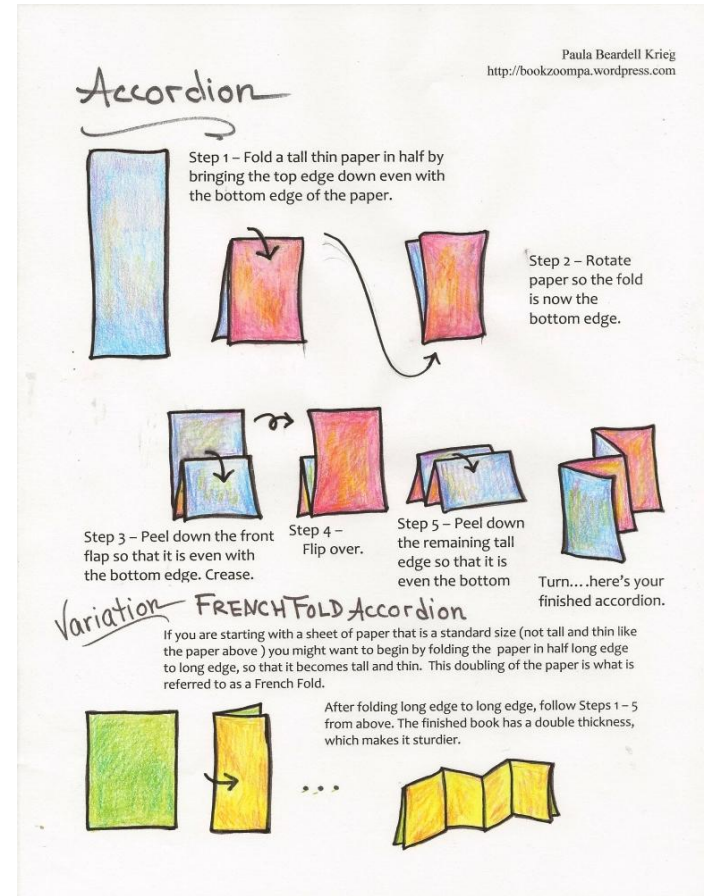 Paula Beardell Krieg
http://bookzoompa.wordpress.com
Accordion
Step 1 – Fold a tall thin paper in half by
bringing the top edge down even with
the bottom edge of the paper.
Step 2 – Rotate
paper so the fold
is now the
bottom edge.
Step 3 – Peel down the front
flap so that it is even with
the bottom edge. Crease.
Step 4 –
Flip over.
Step 5 – Peel down
the remaining tall
edge so that it is
even the bottom
Turn....here's your
finished accordion.
Variation FRENCH FOLD Accordion
If you are starting with a sheet of paper that is a standard size (not tall and thin like
the paper above ) you might want to begin by folding the paper in half long edge
to long edge, so that it becomes tall and thin. This doubling of the paper is what is
referred to as a French Fold.
After folding long edge to long edge, follow Steps 1 – 5
from above. The finished book has a double thickness,
which makes it sturdier.